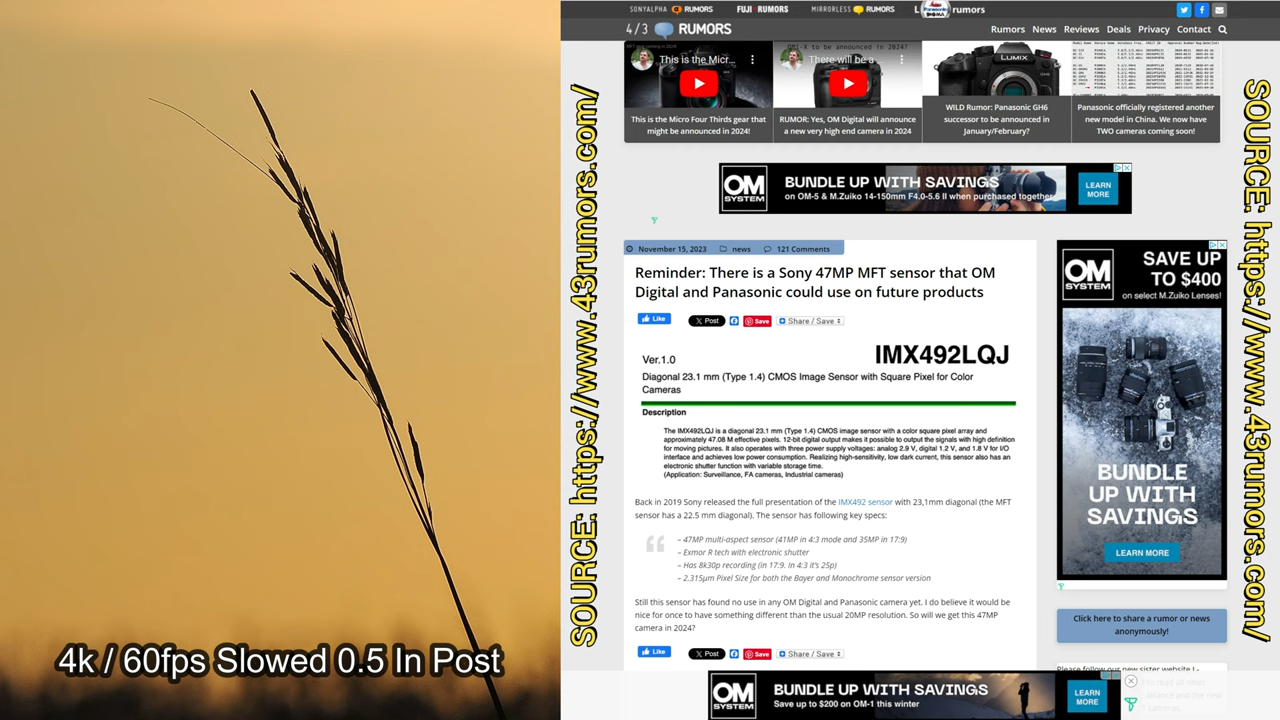 4k / 60fps Slowed 0.5 In Post
SOURCE: https://www.43rumors.com/
SONYALPHA RUMORS
FUJI RUMORS
MIRRORLESS RUMORS
L rumors
4/3 RUMORS
Rumors News Reviews Deals Privacy Contact
This is the Micr...
This is the Micro Four Thirds gear that
might be announced in 2024!
OM-X to be announced in 2024?
There will be a
RUMOR: Yes, OM Digital will announce
a new very high end camera in 2024
LUMIX
WILD Rumor: Panasonic GH6
successor to be announced in
January/February?
Panasonic officially registered another
new model in China. We now have
TWO cameras coming soon!
OM
SYSTEM
BUNDLE UP WITH SAVINGS
on OM-5 & M.Zuiko 14-150mm F4.0-5.6 II when purchased together
LEARN
MORE
November 15, 2023 news 121 Comments
Reminder: There is a Sony 47MP MFT sensor that OM
Digital and Panasonic could use on future products
Like Post Save Share / Save
Ver.1.0
IMX492LQJ
Diagonal 23.1 mm (Type 1.4) CMOS Image Sensor with Square Pixel for Color
Cameras
Description
The IMX492LQJ is a diagonal 23.1 mm (Type 1.4) CMOS image sensor with a color square pixel array and
approximately 47.08 M effective pixels. 12-bit digital output makes it possible to output the signals with high definition
for moving pictures. It also operates with three power supply voltages: analog 2.9 V, digital 1.2 V, and 1.8 V for I/O
interface and achieves low power consumption. Realizing high-sensitivity, low dark current, this sensor also has an
electronic shutter function with variable storage time.
(Application: Surveillance, FA cameras, Industrial cameras)
Back in 2019 Sony released the full presentation of the IMX492 sensor with 23,1mm diagonal (the MFT
sensor has a 22.5 mm diagonal). The sensor has following key specs:
– 47MP multi-aspect sensor (41MP in 4:3 mode and 35MP in 17:9)
– Exmor R tech with electronic shutter
– Has 8k30p recording (in 17:9. In 4:3 it's 25p)
– 2.315μm Pixel Size for both the Bayer and Monochrome sensor version
Still this sensor has found no use in any OM Digital and Panasonic camera yet. I do believe it would be
nice for once to have something different than the usual 20MP resolution. So will we get this 47MP
camera in 2024?
Like Post Save Share / Save
OM
SYSTEM
SAVE UP
TO $400
on select M.Zuiko Lenses!
BUNDLE
UP WITH
SAVINGS
LEARN MORE
Click here to share a rumor or news
anonymously!
Please follow our new sister website L-
OM
SYSTEM
BUNDLE UP WITH SAVINGS
Save up to $200 on OM-1 this winter
LEARN
MORE
SOURCE: https://www.43rumors.com/